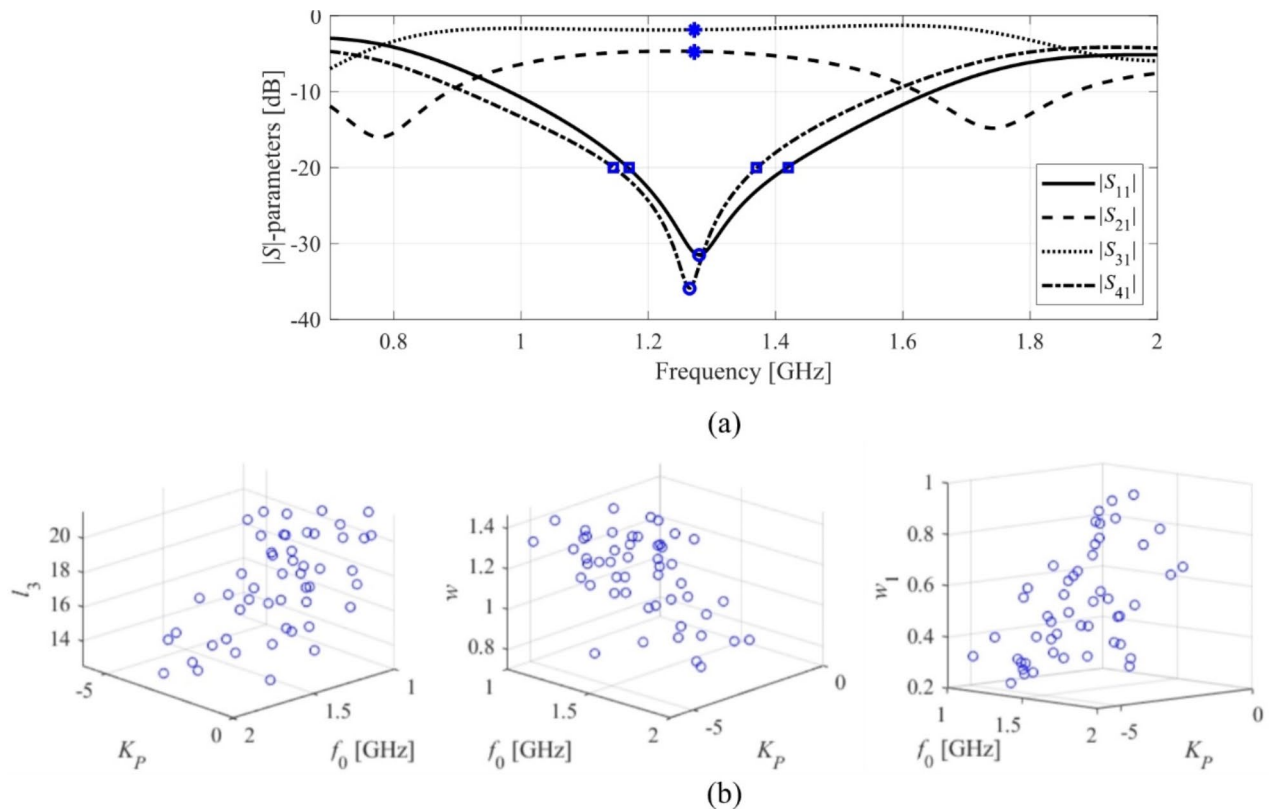 0
-10
-20
-30
-40
|S|-parameters [dB]
0.8 1 1.2 1.4 1.6 1.8 2
Frequency [GHz]
|S11|
|S21|
|S31|
|S41|
(a)
20
18
16
14
l3
-5
0
KP
2
1.5
1
f0 [GHz]
1.4
1.2
1
0.8
w
1
1.5
2
f0 [GHz]
-5
0
KP
1
0.8
0.6
0.4
0.2
w1
1
1.5
2
f0 [GHz]
-5
0
KP
(b)